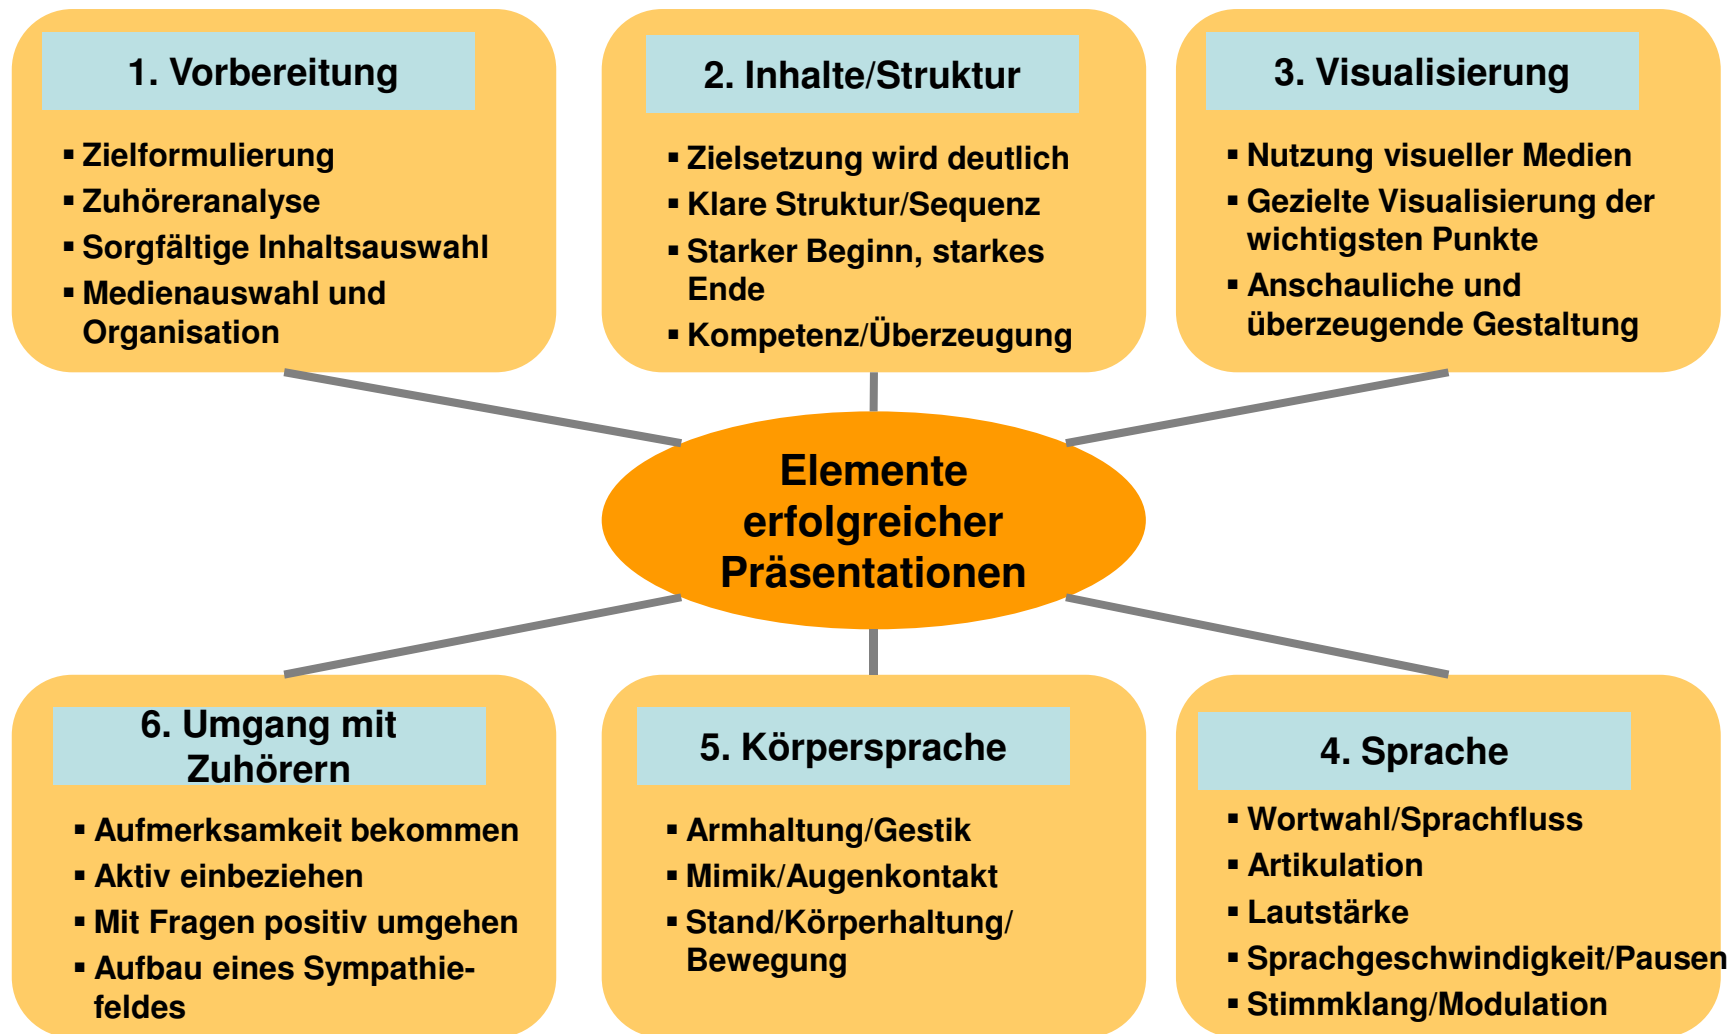 1. Vorbereitung
▪ Zielformulierung
▪ Zuhöreranalyse
▪ Sorgfältige Inhaltsauswahl
▪ Medienauswahl und
Organisation
2. Inhalte/Struktur
▪ Zielsetzung wird deutlich
▪ Klare Struktur/Sequenz
▪ Starker Beginn, starkes
Ende
▪ Kompetenz/Überzeugung
3. Visualisierung
▪ Nutzung visueller Medien
▪ Gezielte Visualisierung der
wichtigsten Punkte
▪ Anschauliche und
überzeugende Gestaltung
Elemente
erfolgreicher
Präsentationen
6. Umgang mit
Zuhörern
▪ Aufmerksamkeit bekommen
▪ Aktiv einbeziehen
▪ Mit Fragen positiv umgehen
▪ Aufbau eines Sympathie-
feldes
5. Körpersprache
▪ Armhaltung/Gestik
▪ Mimik/Augenkontakt
▪ Stand/Körperhaltung/
Bewegung
4. Sprache
▪ Wortwahl/Sprachfluss
▪ Artikulation
▪ Lautstärke
▪ Sprachgeschwindigkeit/Pausen
▪ Stimmklang/Modulation